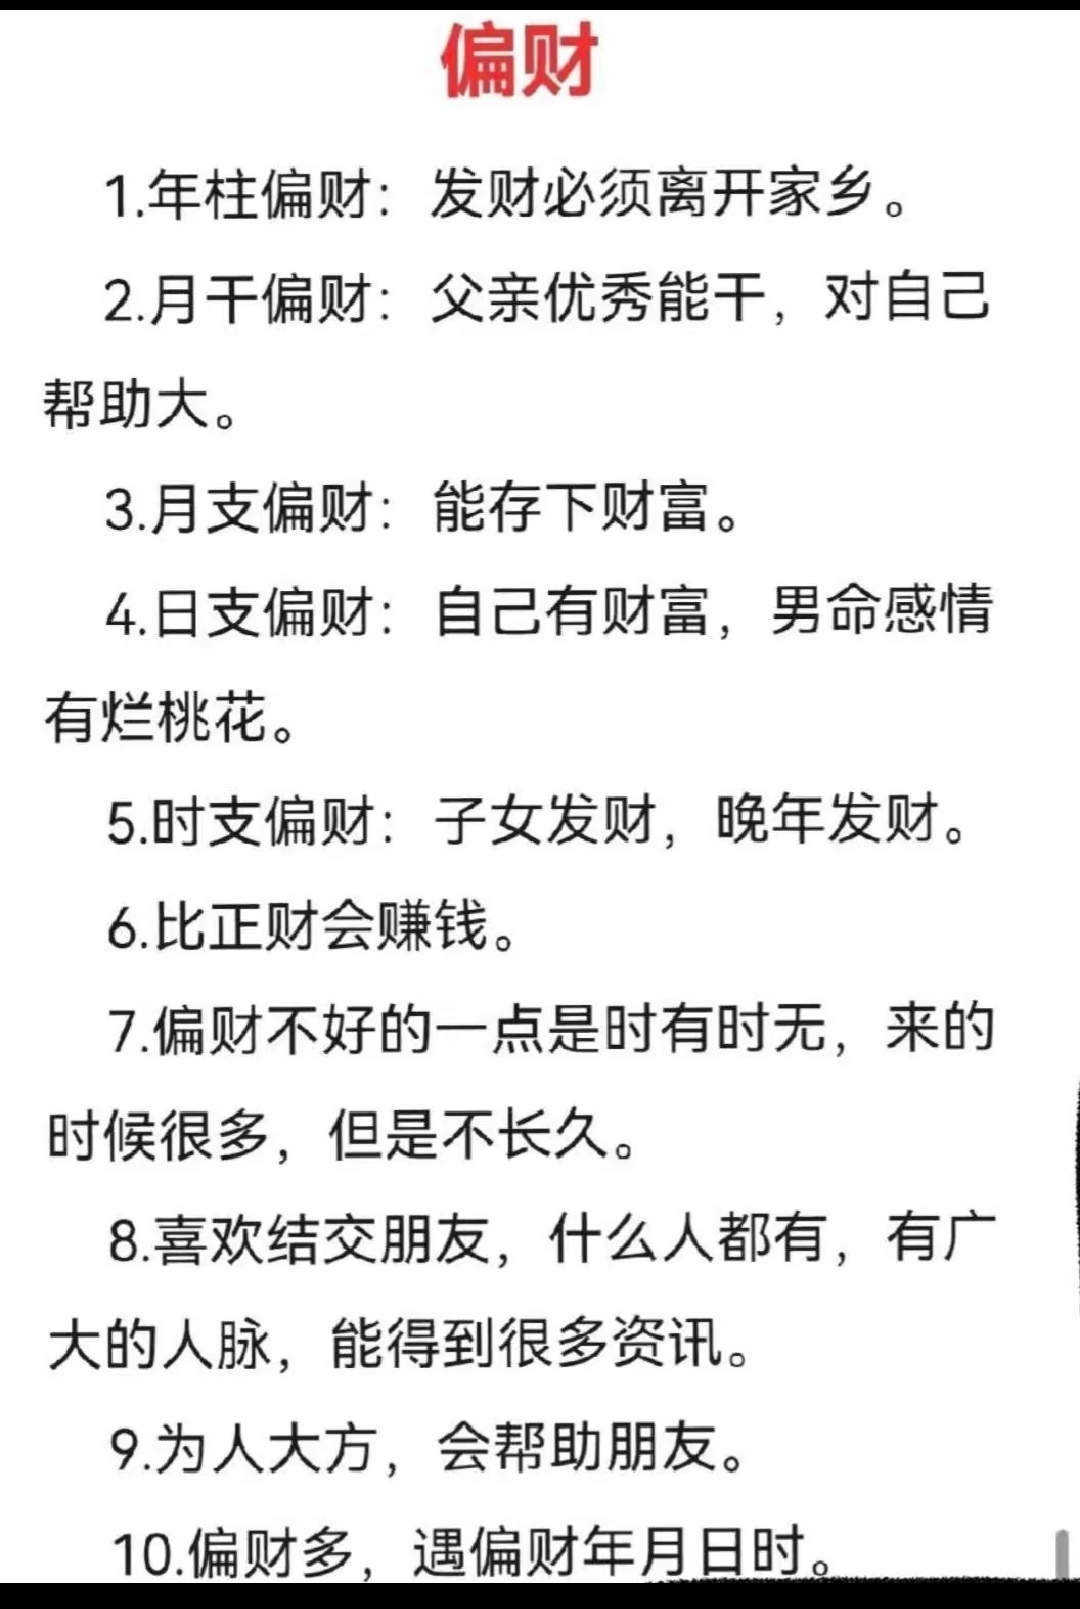 偏财
1.年柱偏财：发财必须离开家乡。
2.月干偏财：父亲优秀能干，对自己
帮助大。
3.月支偏财：能存下财富。
4.日支偏财：自己有财富，男命感情
有烂桃花。
5.时支偏财：子女发财，晚年发财。
6.比正财会赚钱。
7.偏财不好的一点是时有时无，来的
时候很多，但是不长久。
8.喜欢结交朋友，什么人都有，有广
大的人脉，能得到很多资讯。
9.为人大方，会帮助朋友。
10.偏财多，遇偏财年月日时。